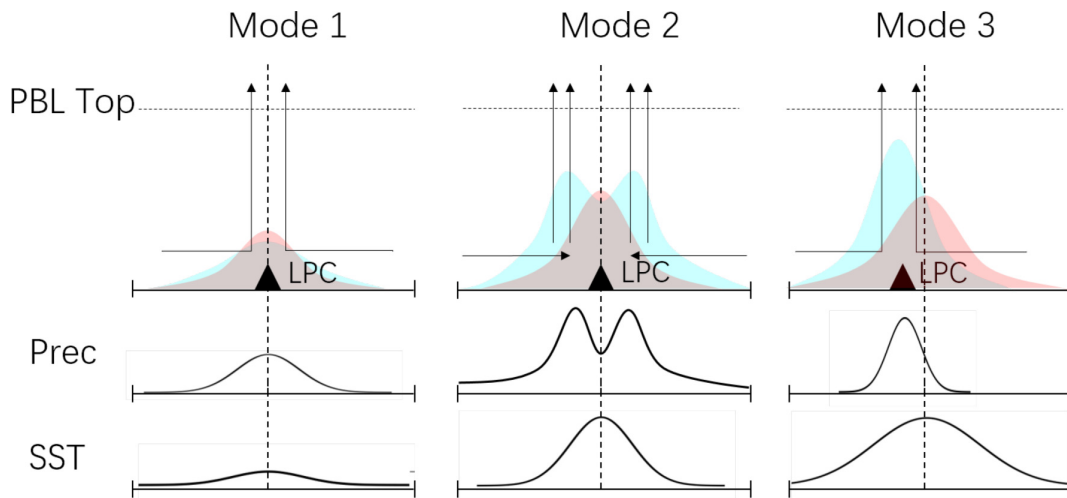 Mode 1 Mode 2 Mode 3
PBL Top
LPC LPC LPC
Prec
SST